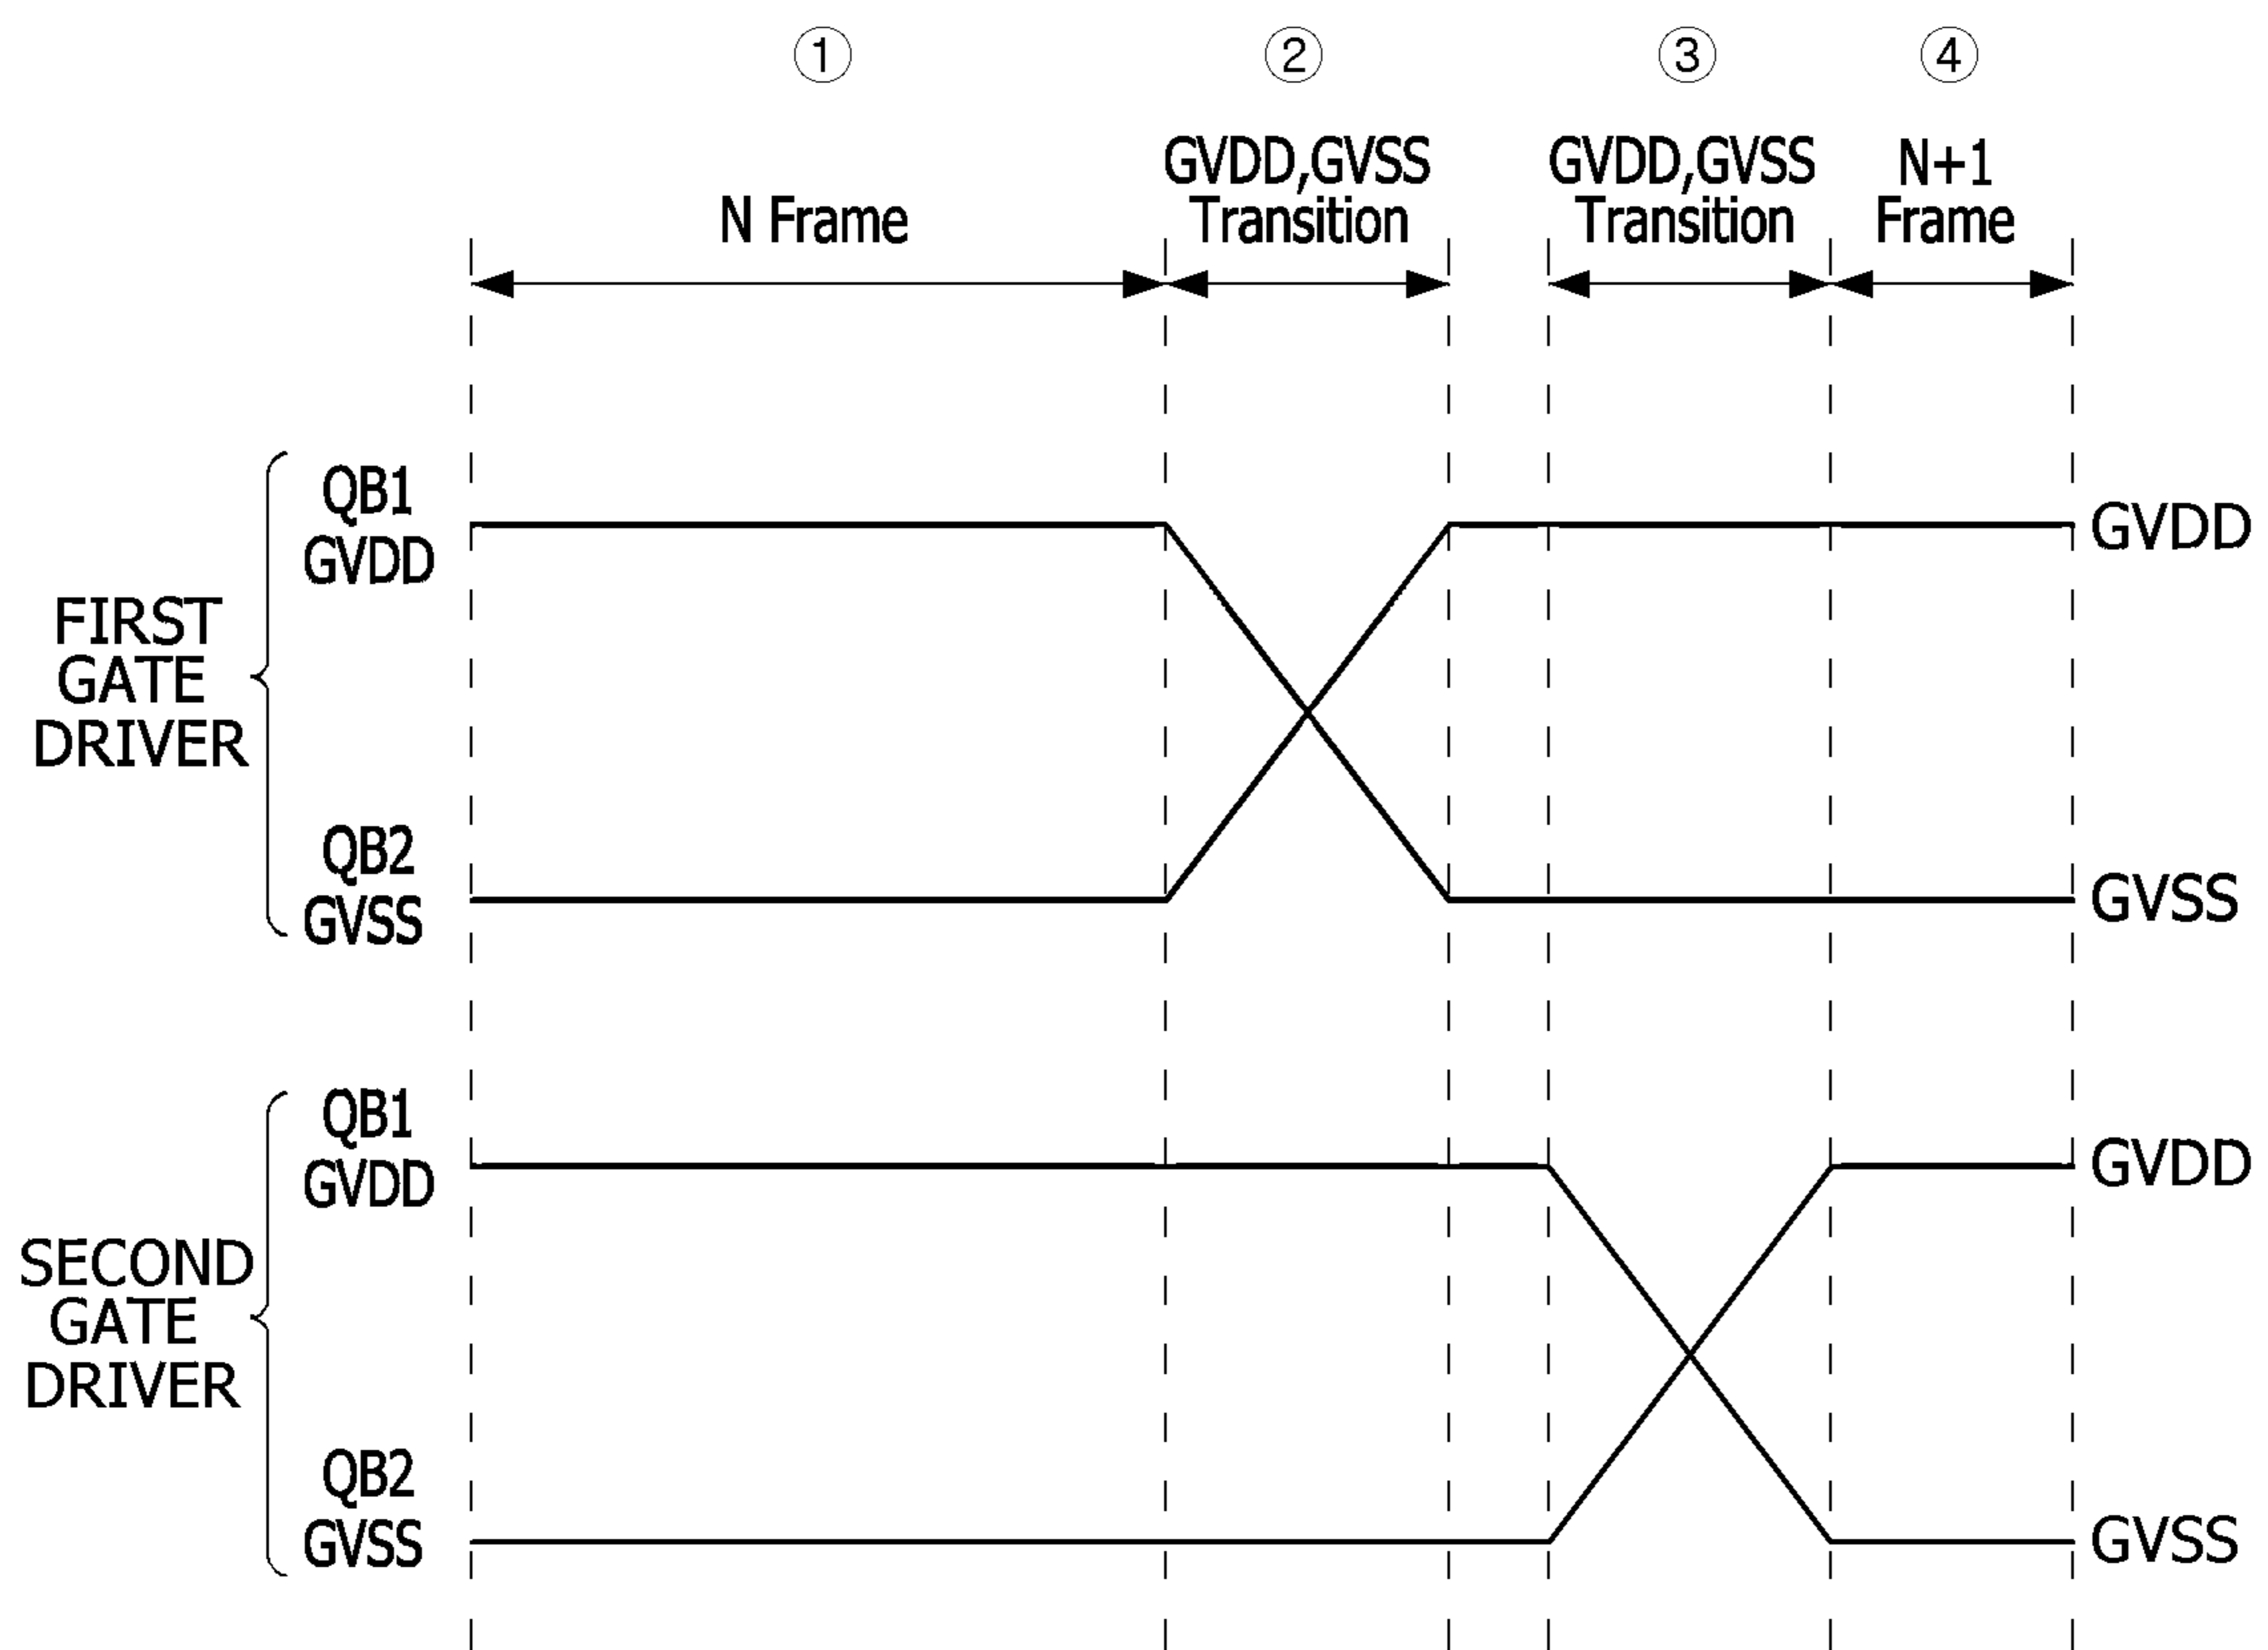 ① ② ③ ④
GVDD,GVSS GVDD,GVSS N+1
N Frame Transition Transition Frame
QB1
GVDD GVDD
FIRST
GATE
DRIVER
QB2
GVSS GVSS
QB1
GVDD GVDD
SECOND
GATE
DRIVER
QB2
GVSS GVSS